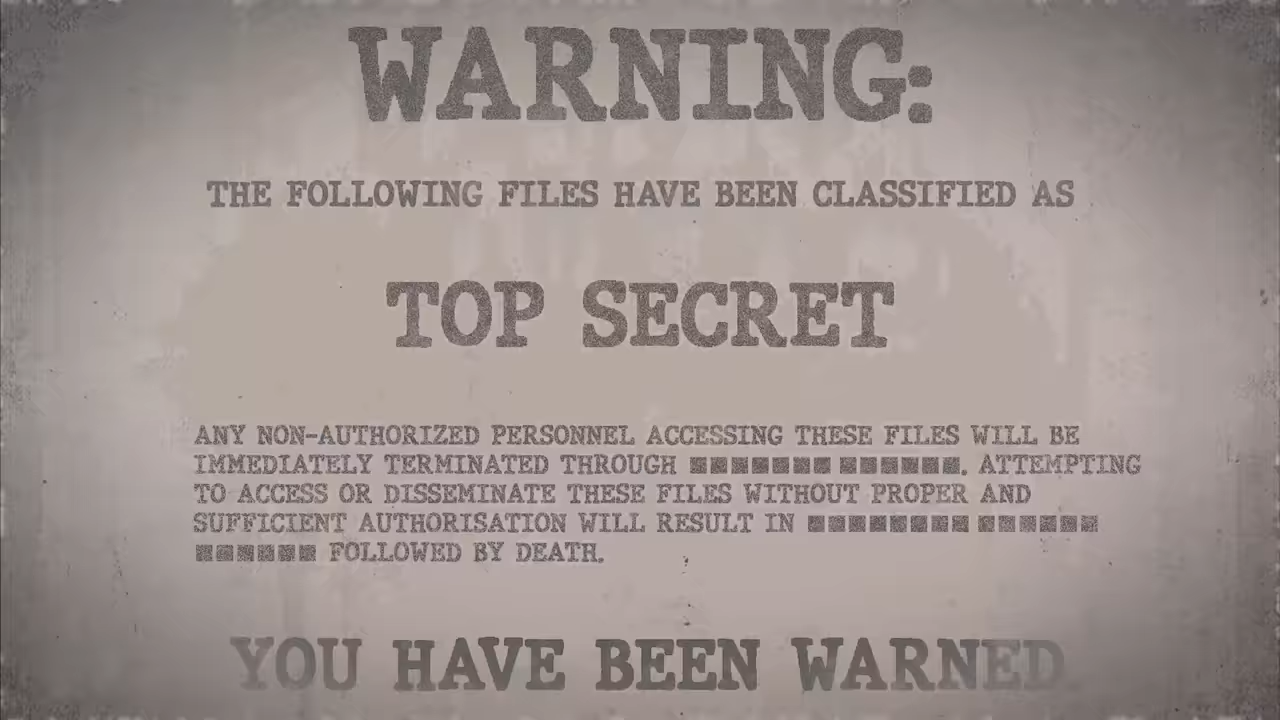 WARNING:
THE FOLLOWING FILES HAVE BEEN CLASSIFIED AS
TOP SECRET
ANY NON-AUTHORIZED PERSONNEL ACCESSING THESE FILES WILL BE
IMMEDIATELY TERMINATED THROUGH ■■■■■■■ ■■■■■■. ATTEMPTING
TO ACCESS OR DISSEMINATE THESE FILES WITHOUT PROPER AND
SUFFICIENT AUTHORISATION WILL RESULT IN ■■■■■■■■ ■■■■■■
■■■■■■ FOLLOWED BY DEATH.
YOU HAVE BEEN WARNED.